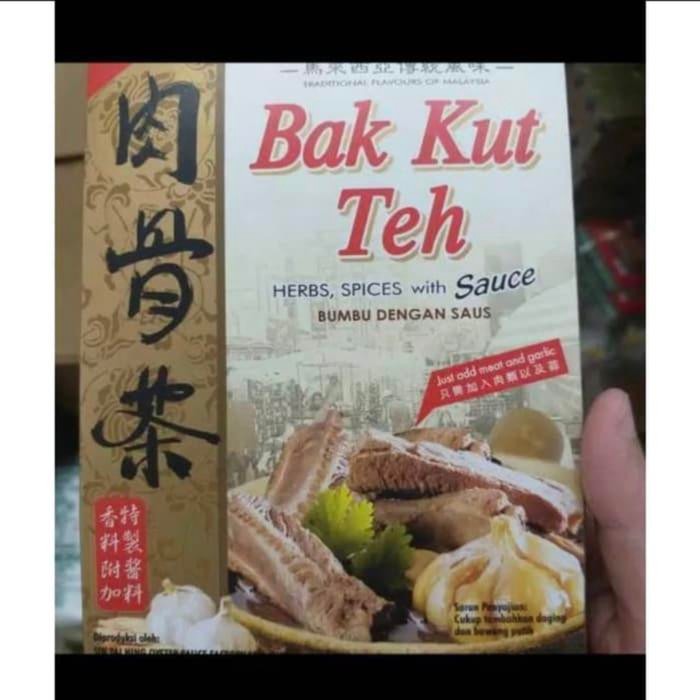 馬來西亞傳統風味
TRADITIONAL FLAVOURS OF MALAYSIA
肉骨茶
Bak Kut
Teh
HERBS, SPICES with Sauce
BUMBU DENGAN SAUS
Just add meat and garlic
只需加入肉類以及蒜
特製醬料
香料附加
Saran Penyajian:
Cukup tambahkan daging
dan bawang putih
Diproduksi oleh: